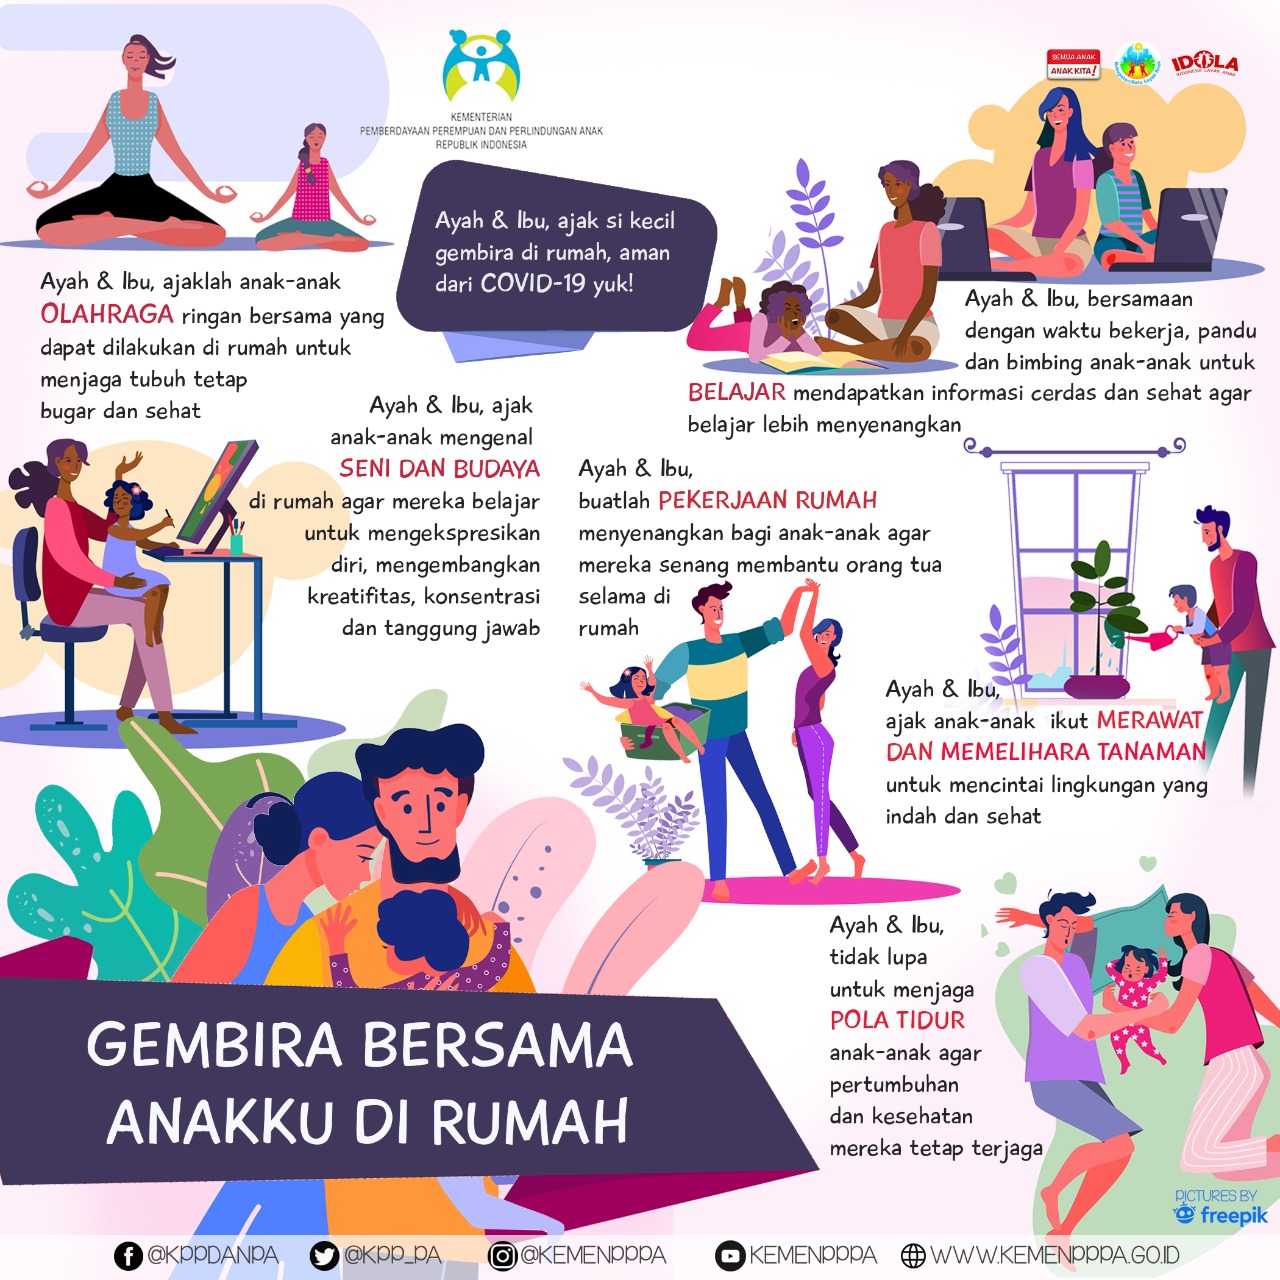 KEMENTERIAN
PEMBERDAYAAN PEREMPUAN DAN PERLINDUNGAN ANAK
REPUBLIK INDONESIA
SEMUA ANAK
ANAK KITA!
IDOLA
INDONESIA LAYAK ANAK
Ayah & Ibu, ajak si kecil
gembira di rumah, aman
dari COVID-19 yuk!
Ayah & Ibu, ajaklah anak-anak
OLAHRAGA ringan bersama yang
dapat dilakukan di rumah untuk
menjaga tubuh tetap
bugar dan sehat
Ayah & Ibu, bersamaan
dengan waktu bekerja, pandu
dan bimbing anak-anak untuk
BELAJAR mendapatkan informasi cerdas dan sehat agar
belajar lebih menyenangkan
Ayah & Ibu, ajak
anak-anak mengenal
SENI DAN BUDAYA
di rumah agar mereka belajar
untuk mengekspresikan
diri, mengembangkan
kreatifitas, konsentrasi
dan tanggung jawab
Ayah & Ibu,
buatlah PEKERJAAN RUMAH
menyenangkan bagi anak-anak agar
mereka senang membantu orang tua
selama di
rumah
Ayah & Ibu,
ajak anak-anak ikut MERAWAT
DAN MEMELIHARA TANAMAN
untuk mencintai lingkungan yang
indah dan sehat
Ayah & Ibu,
tidak lupa
untuk menjaga
POLA TIDUR
anak-anak agar
pertumbuhan
dan kesehatan
mereka tetap terjaga
GEMBIRA BERSAMA
ANAKKU DI RUMAH
PICTURES BY
freepik
@KPPDANPA @KPP_PA @KEMENPPPA KEMENPPPA WWW.KEMENPPPA.GO.ID